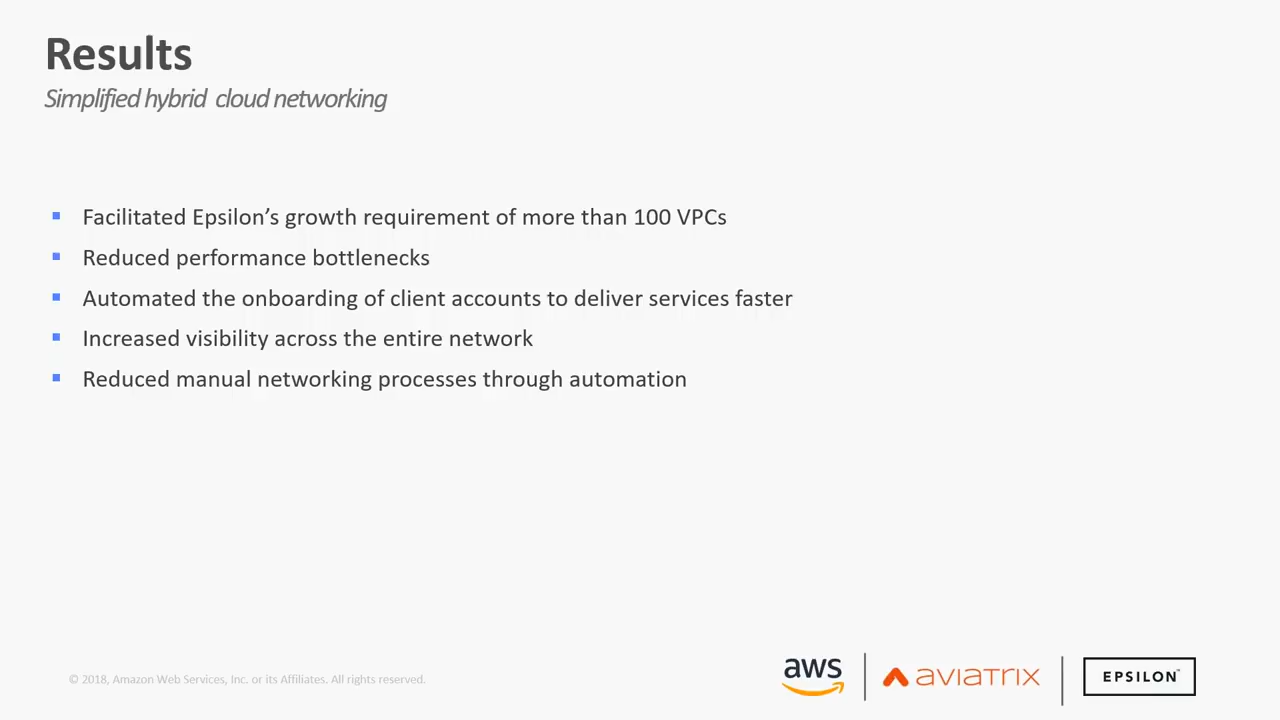 Results
Simplified hybrid cloud networking
▪ Facilitated Epsilon’s growth requirement of more than 100 VPCs
▪ Reduced performance bottlenecks
▪ Automated the onboarding of client accounts to deliver services faster
▪ Increased visibility across the entire network
▪ Reduced manual networking processes through automation
© 2018, Amazon Web Services, Inc. or its Affiliates. All rights reserved.
aws
aviatrix
EPSILON™